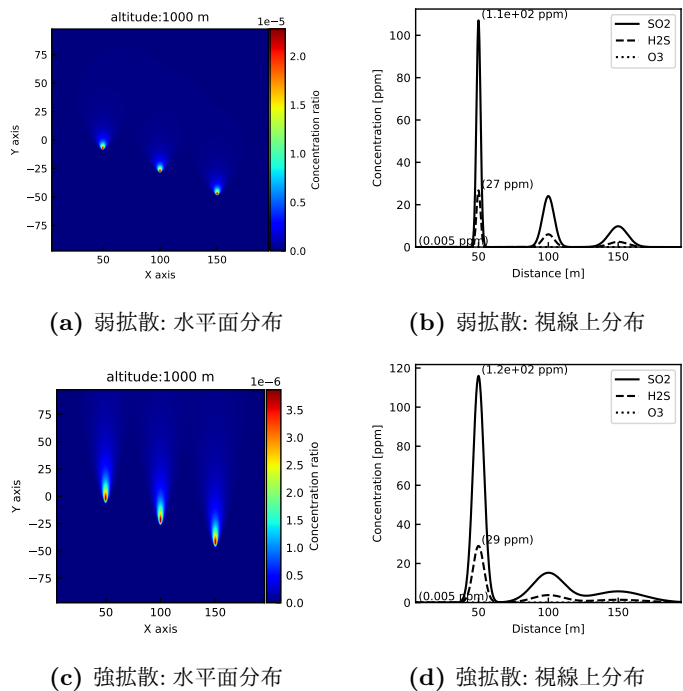 altitude:1000 m
1e−5
Y axis
75
50
25
0
−25
−50
−75
50
100
150
X axis
2.0
1.5
1.0
0.5
0.0
Concentration ratio
(a) 弱拡散: 水平面分布
(1.1e+02 ppm)
SO2
H2S
O3
Concentration [ppm]
100
80
60
40
20
0
(27 ppm)
(0.005 ppm)
50
100
150
Distance [m]
(b) 弱拡散: 視線上分布
altitude:1000 m
1e−6
Y axis
75
50
25
0
−25
−50
−75
50
100
150
X axis
3.5
3.0
2.5
2.0
1.5
1.0
0.5
0.0
Concentration ratio
(c) 強拡散: 水平面分布
(1.2e+02 ppm)
SO2
H2S
O3
Concentration [ppm]
120
100
80
60
40
20
0
(29 ppm)
(0.005 ppm)
50
100
150
Distance [m]
(d) 強拡散: 視線上分布